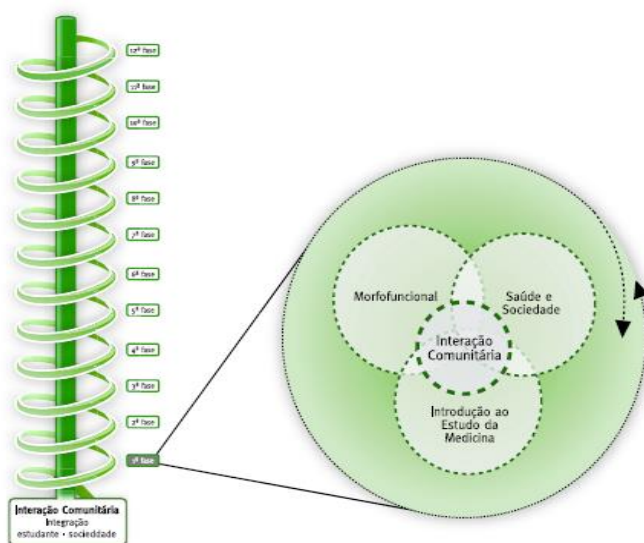 12ª fase
11ª fase
10ª fase
9ª fase
8ª fase
7ª fase
6ª fase
5ª fase
4ª fase
3ª fase
2ª fase
1ª fase
Interação Comunitária
Integração
estudante • socieddade
Morfofuncional
Saúde e
Sociedade
Interação
Comunitária
Introdução ao
Estudo da
Medicina